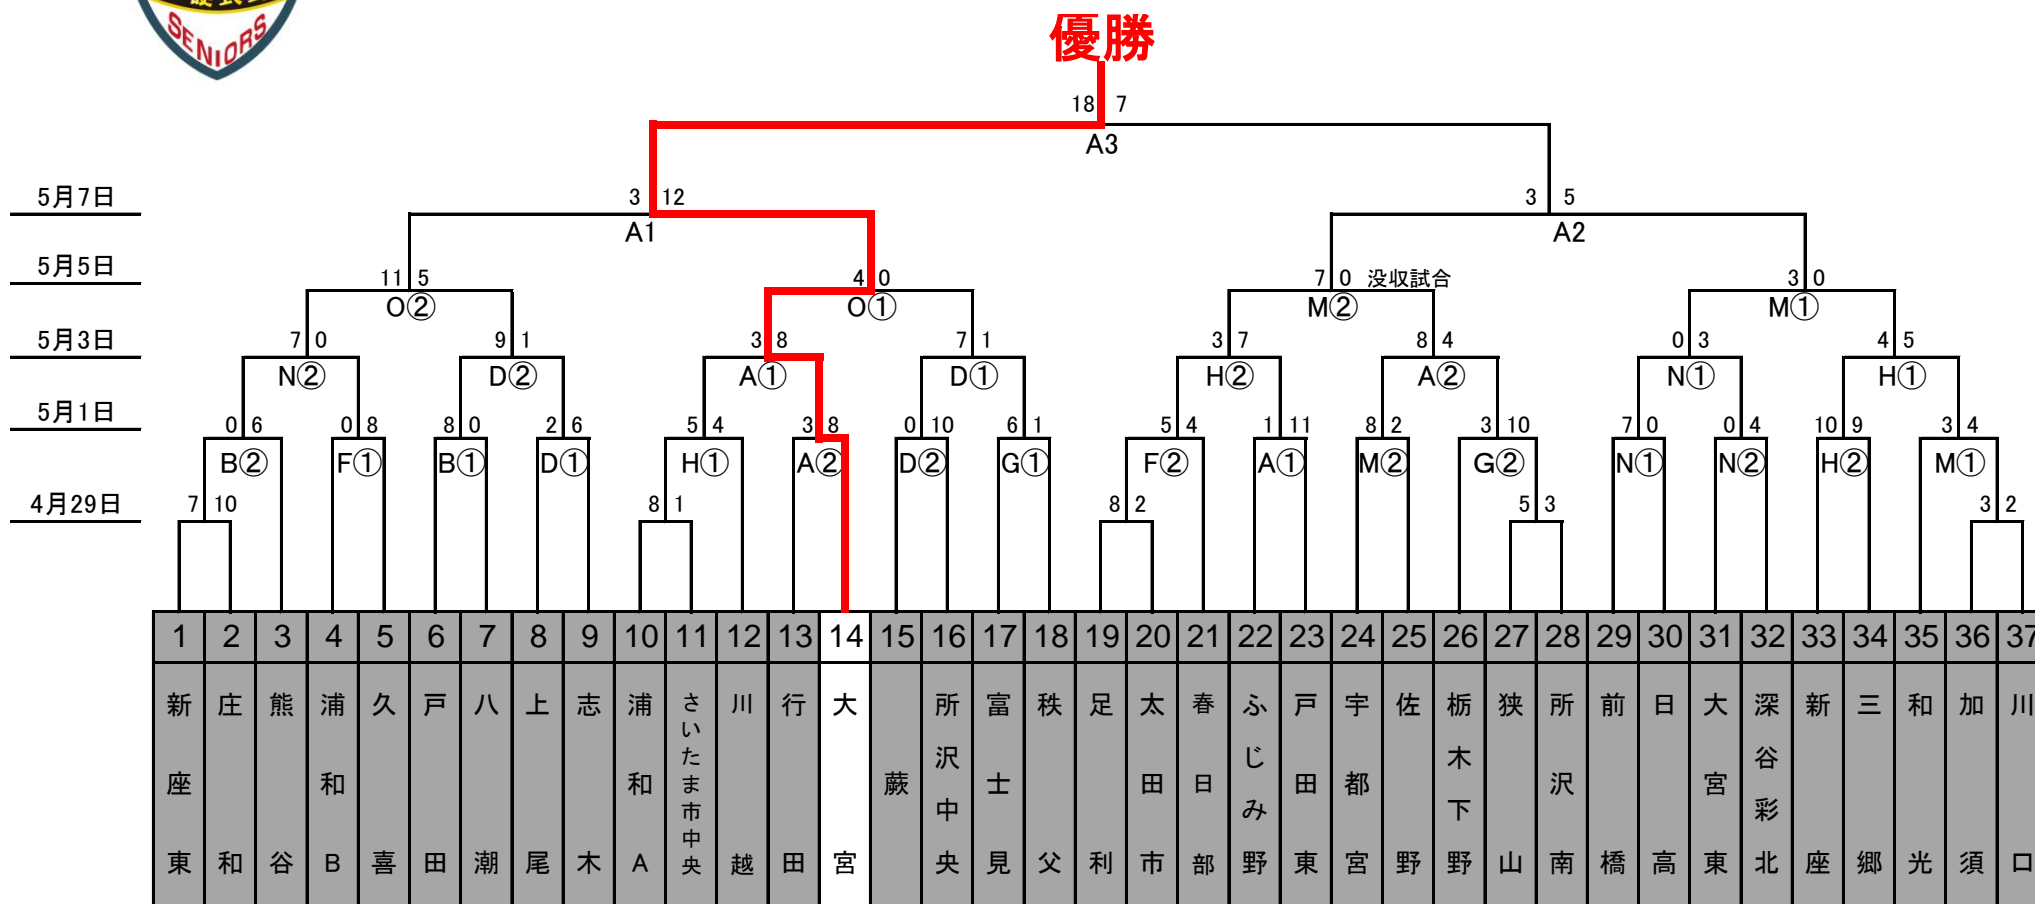 SENIORS
優勝
18 7
A3
5月7日
3 12
3 5
A1
A2
5月5日
11 5
4 0
7 0 没収試合
3 0
O②
O①
M②
M①
5月3日
7 0
9 1
3 8
7 1
3 7
8 4
0 3
4 5
N②
D②
A①
D①
H②
A②
N①
H①
5月1日
0 6
0 8
8 0
2 6
5 4
3 8
0 10
6 1
5 4
1 11
8 2
3 10
7 0
0 4
10 9
3 4
B②
F①
B①
D①
H①
A②
D②
G①
F②
A①
M②
G②
N①
N②
H②
M①
4月29日
7 10
8 1
8 2
5 3
3 2
1 2 3 4 5 6 7 8 9 10 11 12 13 14 15 16 17 18 19 20 21 22 23 24 25 26 27 28 29 30 31 32 33 34 35 36 37
新座東
庄和
熊谷
浦和B
久喜
戸田
八潮
上尾
志木
浦和A
さいたま市中央
川越
行田
大宮
蕨
所沢中央
富士見
秩父
足利
太田市
春日部
ふじみ野
戸田東
宇都宮
佐野
栃木下野
狭山
所沢南
前橋
日高
大宮東
深谷彩北
新座
三郷
和光
加須
川口